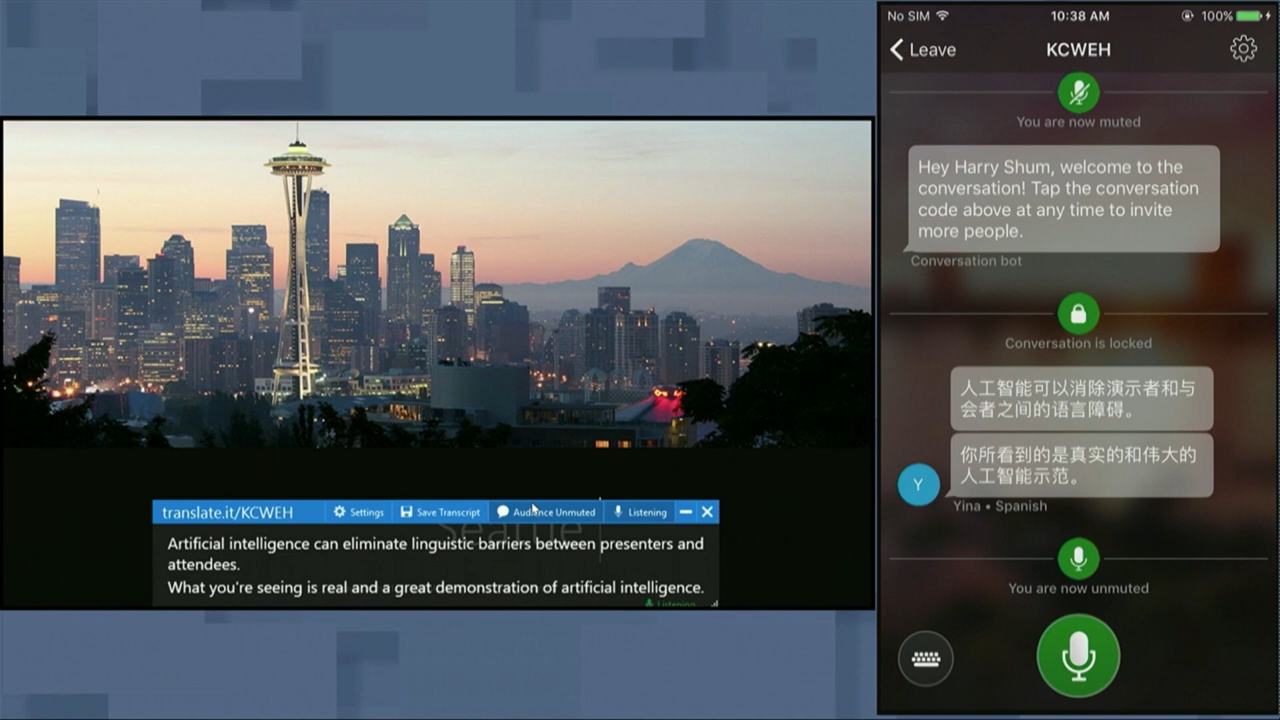 translate.it/KCWEH
Settings
Save Transcript
Audience Unmuted
Listening
Seattle
Artificial intelligence can eliminate linguistic barriers between presenters and
attendees.
What you're seeing is real and a great demonstration of artificial intelligence.
Listening
No SIM
10:38 AM
100%
Leave
KCWEH
You are now muted
Hey Harry Shum, welcome to the
conversation! Tap the conversation
code above at any time to invite
more people.
Conversation bot
Conversation is locked
人工智能可以消除演示者和与
会者之间的语言障碍。
你所看到的是真实的和伟大的
人工智能示范。
Y
Yina • Spanish
You are now unmuted